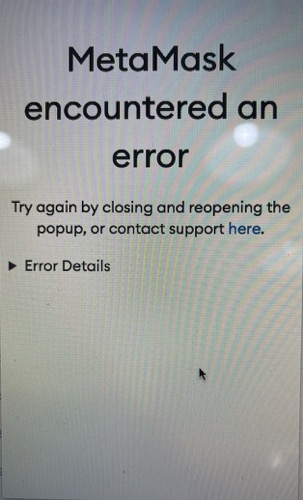 MetaMask
encountered an
error
Try again by closing and reopening the
popup, or contact support here.
Error Details